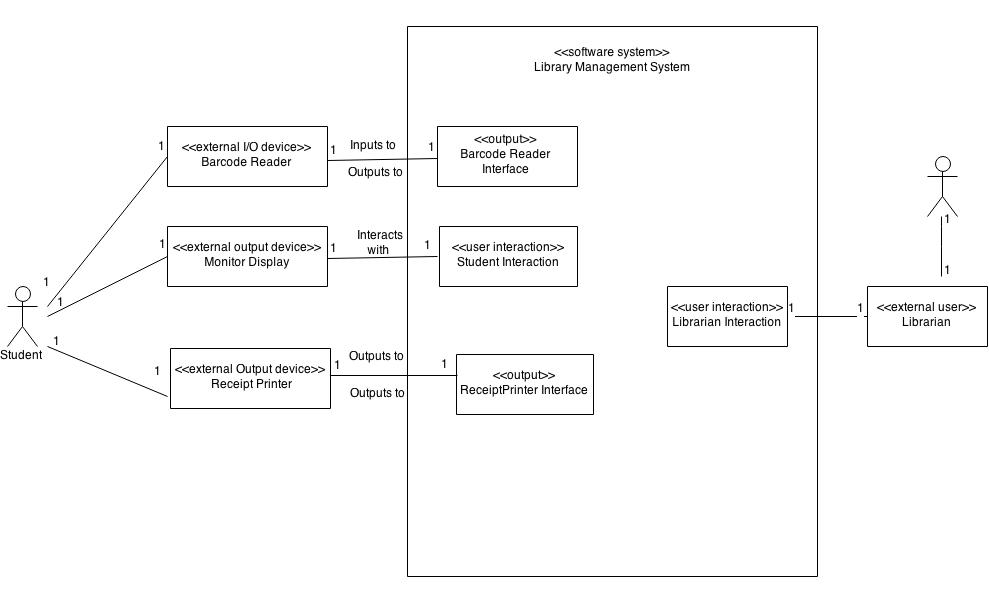 <<software system>>
Library Management System
1
<<external I/O device>>
Barcode Reader
1
Inputs to
Outputs to
1
<<output>>
Barcode Reader
Interface
1
<<external output device>>
Monitor Display
1
Interacts
with
1
<<user interaction>>
Student Interaction
1
1
1
Student
1
<<external Output device>>
Receipt Printer
1
Outputs to
Outputs to
1
<<output>>
ReceiptPrinter Interface
<<user interaction>>
Librarian Interaction
1
1
<<external user>>
Librarian
1
1